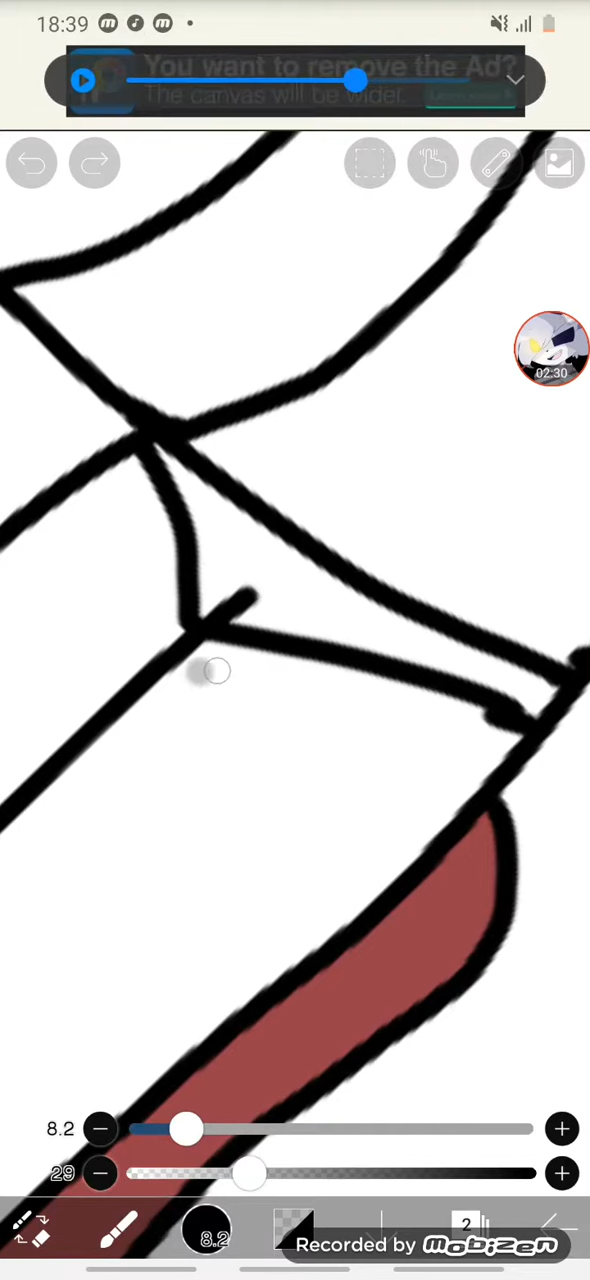 18:39
You want to remove the Ad?
The canvas will be wider.
02:30
8.2
29
8.2
2
Recorded by mobizen